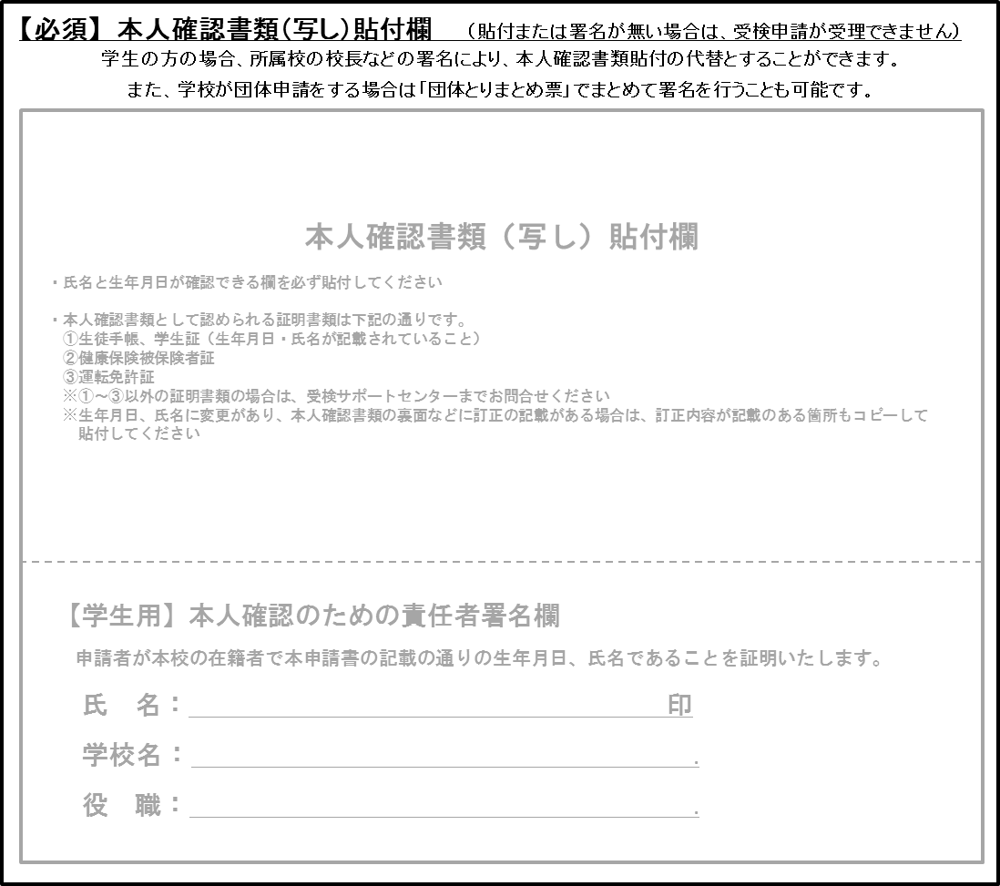 【必須】 本人確認書類（写し）貼付欄　（貼付または署名が無い場合は、受検申請が受理できません）
学生の方の場合、所属校の校長などの署名により、本人確認書類貼付の代替とすることができます。
また、学校が団体申請をする場合は「団体とりまとめ票」でまとめて署名を行うことも可能です。
本人確認書類（写し）貼付欄
・氏名と生年月日が確認できる欄を必ず貼付してください
・本人確認書類として認められる証明書類は下記の通りです。
①生徒手帳、学生証（生年月日・氏名が記載されていること）
②健康保険被保険者証
③運転免許証
※①～③以外の証明書類の場合は、受検サポートセンターまでお問合せください
※生年月日、氏名に変更があり、本人確認書類の裏面などに訂正の記載がある場合は、訂正内容が記載のある箇所もコピーして
貼付してください
【学生用】本人確認のための責任者署名欄
申請者が本校の在籍者で本申請書の記載の通りの生年月日、氏名であることを証明いたします。
氏　名：　印
学校名：　.
役　職：　.